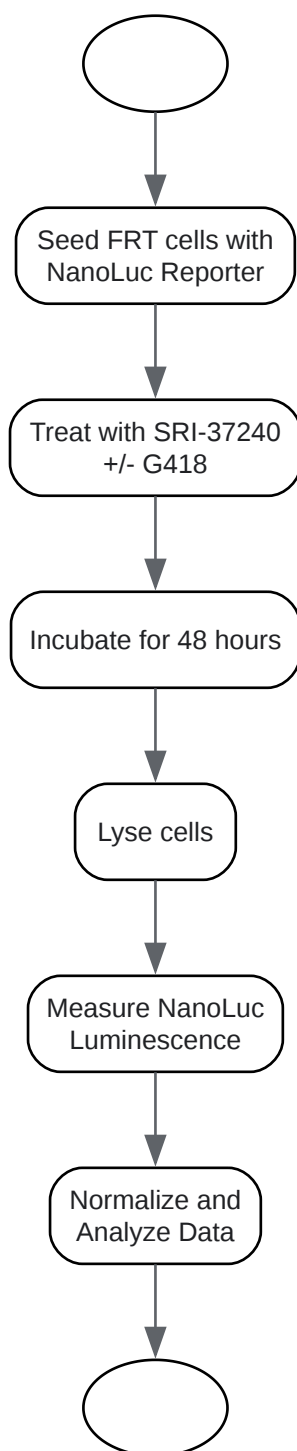 Seed FRT cells with
NanoLuc Reporter
Treat with SRI-37240
+/- G418
Incubate for 48 hours
Lyse cells
Measure NanoLuc
Luminescence
Normalize and
Analyze Data